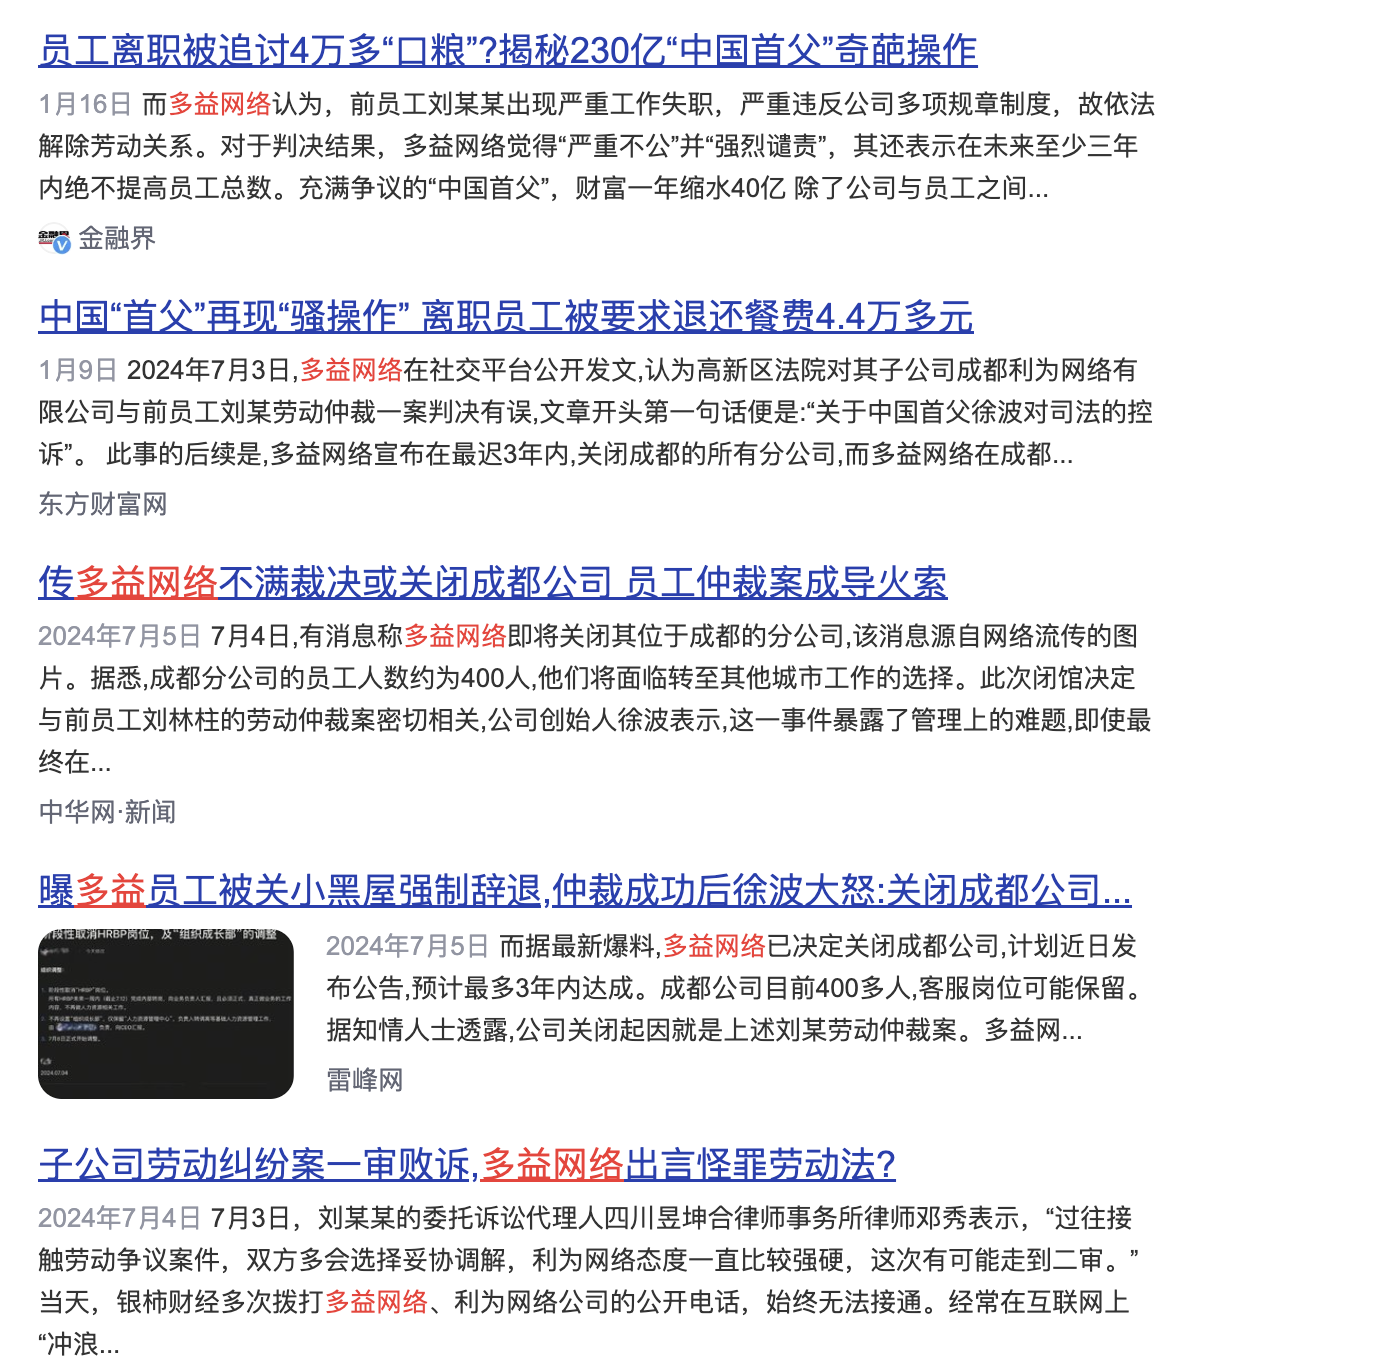 员工离职被追讨4万多“口粮”?揭秘230亿“中国首父”奇葩操作
1月16日 而多益网络认为，前员工刘某某出现严重工作失职，严重违反公司多项规章制度，故依法
解除劳动关系。对于判决结果，多益网络觉得“严重不公”并“强烈谴责”，其还表示在未来至少三年
内绝不提高员工总数。充满争议的“中国首父”，财富一年缩水40亿 除了公司与员工之间...
金融界
中国“首父”再现“骚操作” 离职员工被要求退还餐费4.4万多元
1月9日 2024年7月3日,多益网络在社交平台公开发文,认为高新区法院对其子公司成都利为网络有
限公司与前员工刘某劳动仲裁一案判决有误,文章开头第一句话便是:“关于中国首父徐波对司法的控
诉”。 此事的后续是,多益网络宣布在最迟3年内,关闭成都的所有分公司,而多益网络在成都...
东方财富网
传多益网络不满裁决或关闭成都公司 员工仲裁案成导火索
2024年7月5日 7月4日,有消息称多益网络即将关闭其位于成都的分公司,该消息源自网络流传的图
片。据悉,成都分公司的员工人数约为400人,他们将面临转至其他城市工作的选择。此次闭馆决定
与前员工刘林柱的劳动仲裁案密切相关,公司创始人徐波表示,这一事件暴露了管理上的难题,即使最
终在...
中华网·新闻
曝多益员工被关小黑屋强制辞退,仲裁成功后徐波大怒:关闭成都公司...
阶段性取消HRBP岗位，及“组织成长部”的调整
组织调整:
1. 阶段性取消“HRBP”岗位。
3. 7月8日正式开始调整。
2024.07.04
2024年7月5日 而据最新爆料,多益网络已决定关闭成都公司,计划近日发
布公告,预计最多3年内达成。成都公司目前400多人,客服岗位可能保留。
据知情人士透露,公司关闭起因就是上述刘某劳动仲裁案。多益网...
雷峰网
子公司劳动纠纷案一审败诉,多益网络出言怪罪劳动法?
2024年7月4日 7月3日，刘某某的委托诉讼代理人四川昱坤合律师事务所律师邓秀表示，“过往接
触劳动争议案件，双方多会选择妥协调解，利为网络态度一直比较强硬，这次有可能走到二审。”
当天，银柿财经多次拨打多益网络、利为网络公司的公开电话，始终无法接通。经常在互联网上
“冲浪...